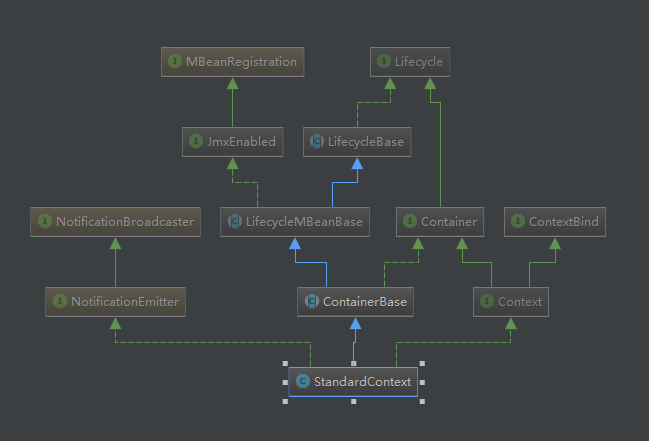 I MBeanRegistration
I Lifecycle
I JmxEnabled
C LifecycleBase
I NotificationBroadcaster
C LifecycleMBeanBase
I Container
I ContextBind
I NotificationEmitter
C ContainerBase
I Context
C StandardContext